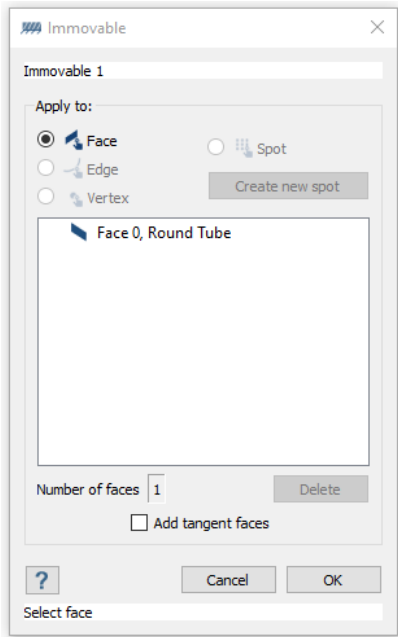 Immovable
Immovable 1
Apply to:
Face
Spot
Edge
Create new spot
Vertex
Face 0, Round Tube
Number of faces 1
Delete
Add tangent faces
?
Cancel
OK
Select face